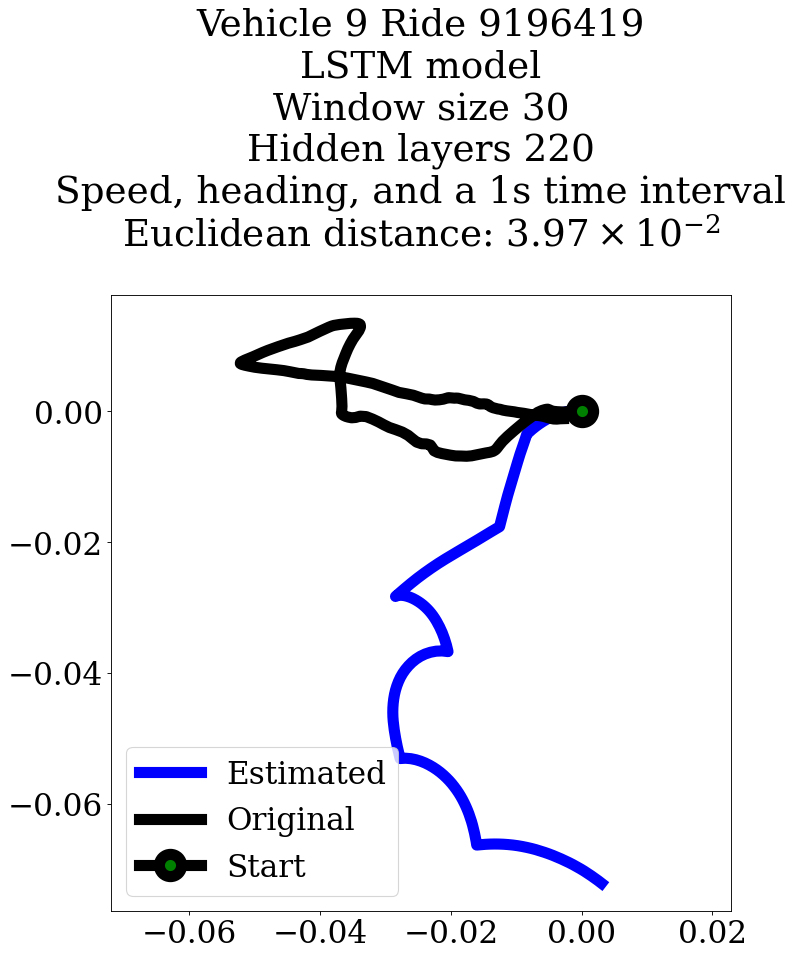 Vehicle 9 Ride 9196419
LSTM model
Window size 30
Hidden layers 220
Speed, heading, and a 1s time interval
Euclidean distance: 3.97 × 10⁻²
0.00
−0.02
−0.04
−0.06
Estimated
Original
Start
−0.06 −0.04 −0.02 0.00 0.02